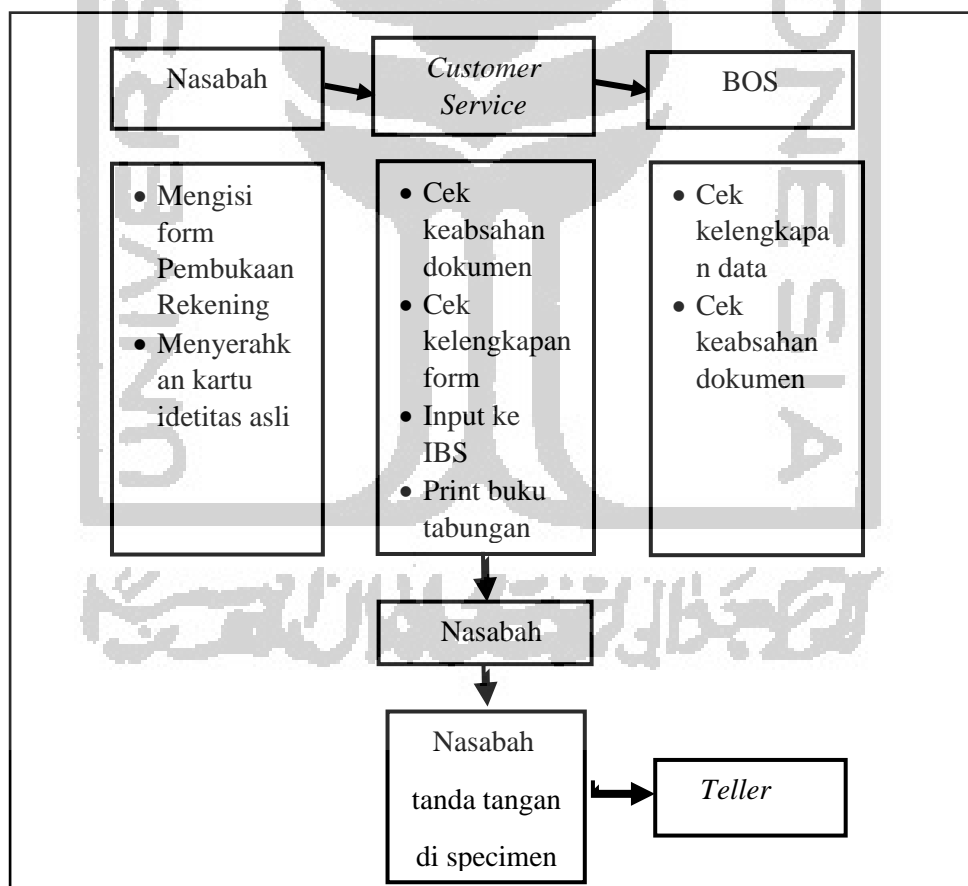 Nasabah
Customer
Service
BOS
• Mengisi
form
Pembukaan
Rekening
• Menyerahk
an kartu
idetitas asli
• Cek
keabsahan
dokumen
• Cek
kelengkapan
form
• Input ke
IBS
• Print buku
tabungan
• Cek
kelengkapa
n data
• Cek
keabsahan
dokumen
Nasabah
Nasabah
tanda tangan
di specimen
Teller
UNIVERS
ONESIA